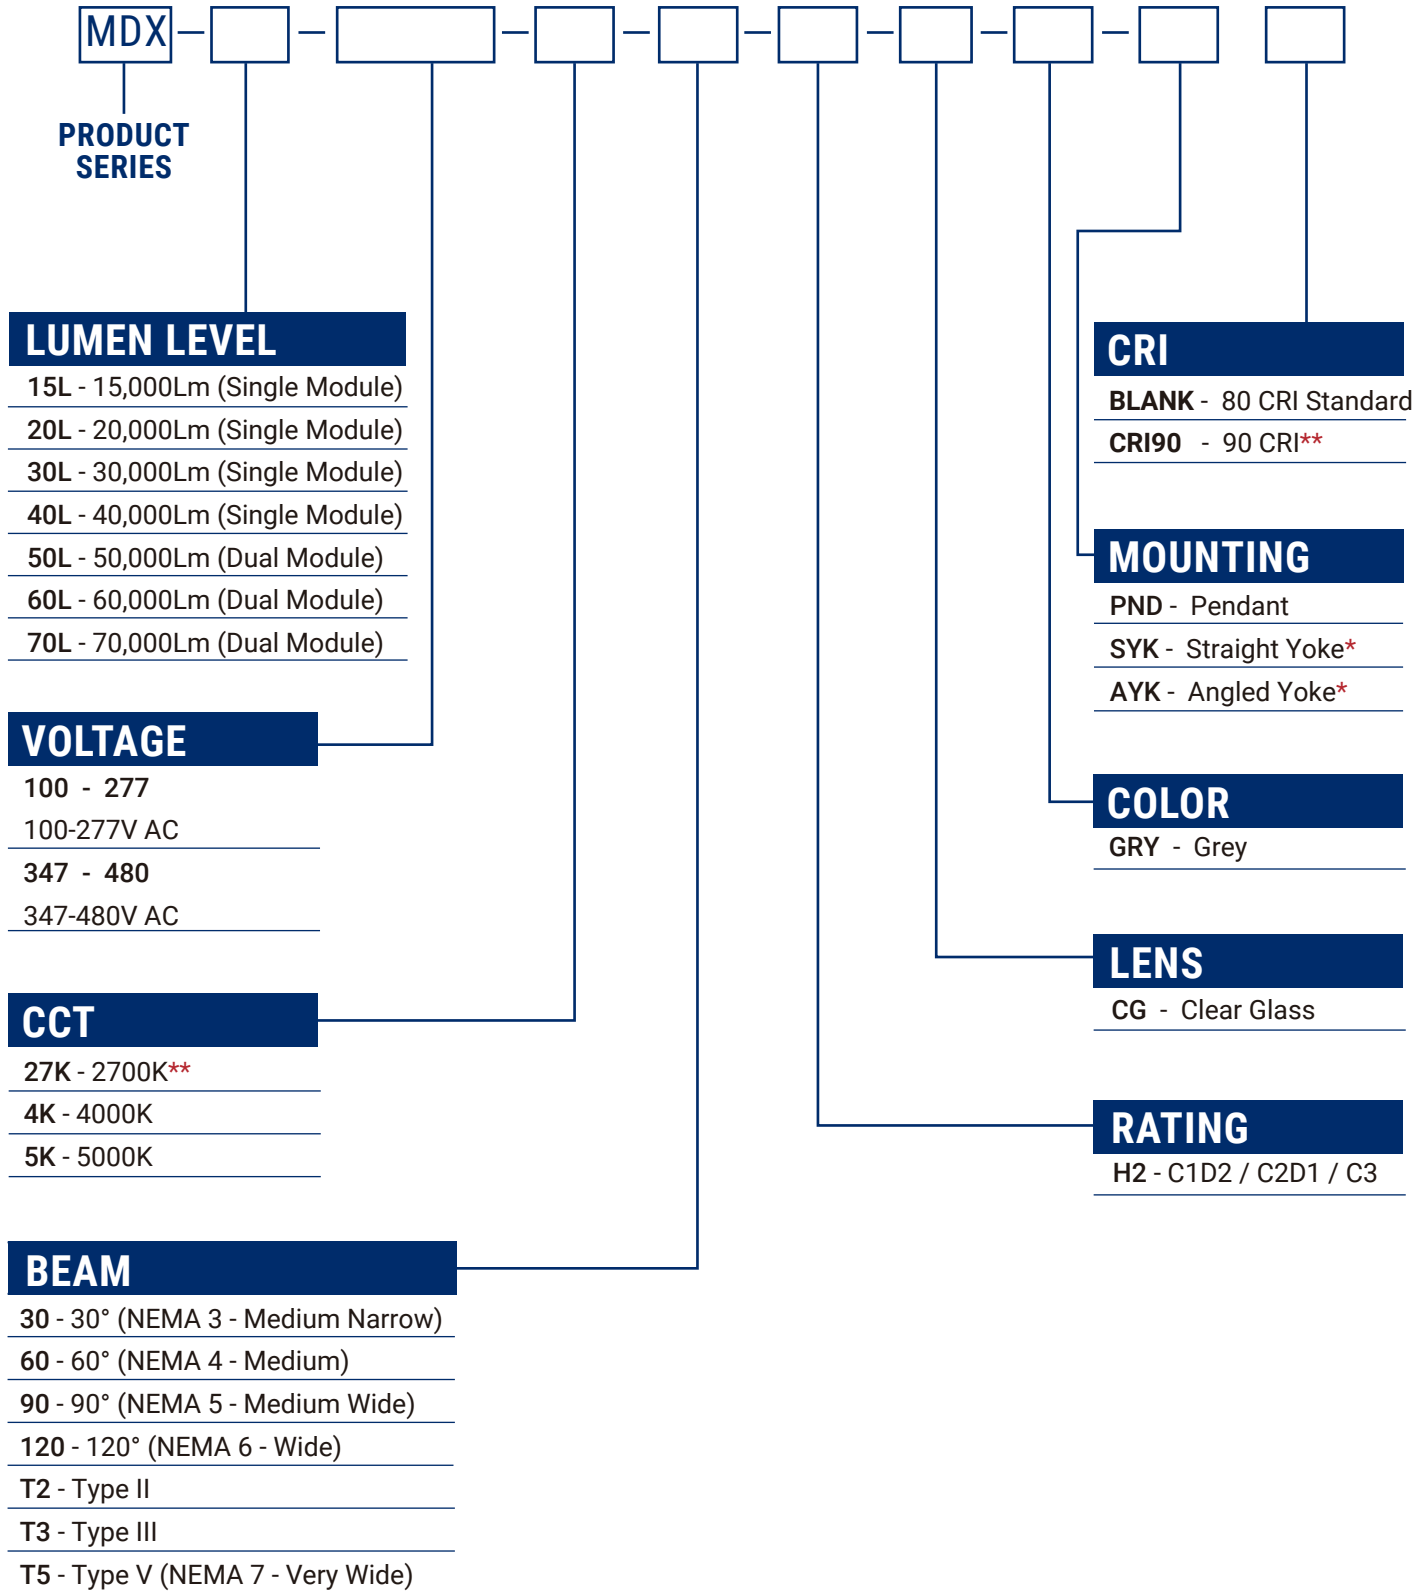 MDX
PRODUCT
SERIES
LUMEN LEVEL
15L - 15,000Lm (Single Module)
20L - 20,000Lm (Single Module)
30L - 30,000Lm (Single Module)
40L - 40,000Lm (Single Module)
50L - 50,000Lm (Dual Module)
60L - 60,000Lm (Dual Module)
70L - 70,000Lm (Dual Module)
VOLTAGE
100 - 277
100-277V AC
347 - 480
347-480V AC
CCT
27K - 2700K**
4K - 4000K
5K - 5000K
BEAM
30 - 30° (NEMA 3 - Medium Narrow)
60 - 60° (NEMA 4 - Medium)
90 - 90° (NEMA 5 - Medium Wide)
120 - 120° (NEMA 6 - Wide)
T2 - Type II
T3 - Type III
T5 - Type V (NEMA 7 - Very Wide)
CRI
BLANK - 80 CRI Standard
CRI90 - 90 CRI**
MOUNTING
PND - Pendant
SYK - Straight Yoke*
AYK - Angled Yoke*
COLOR
GRY - Grey
LENS
CG - Clear Glass
RATING
H2 - C1D2 / C2D1 / C3